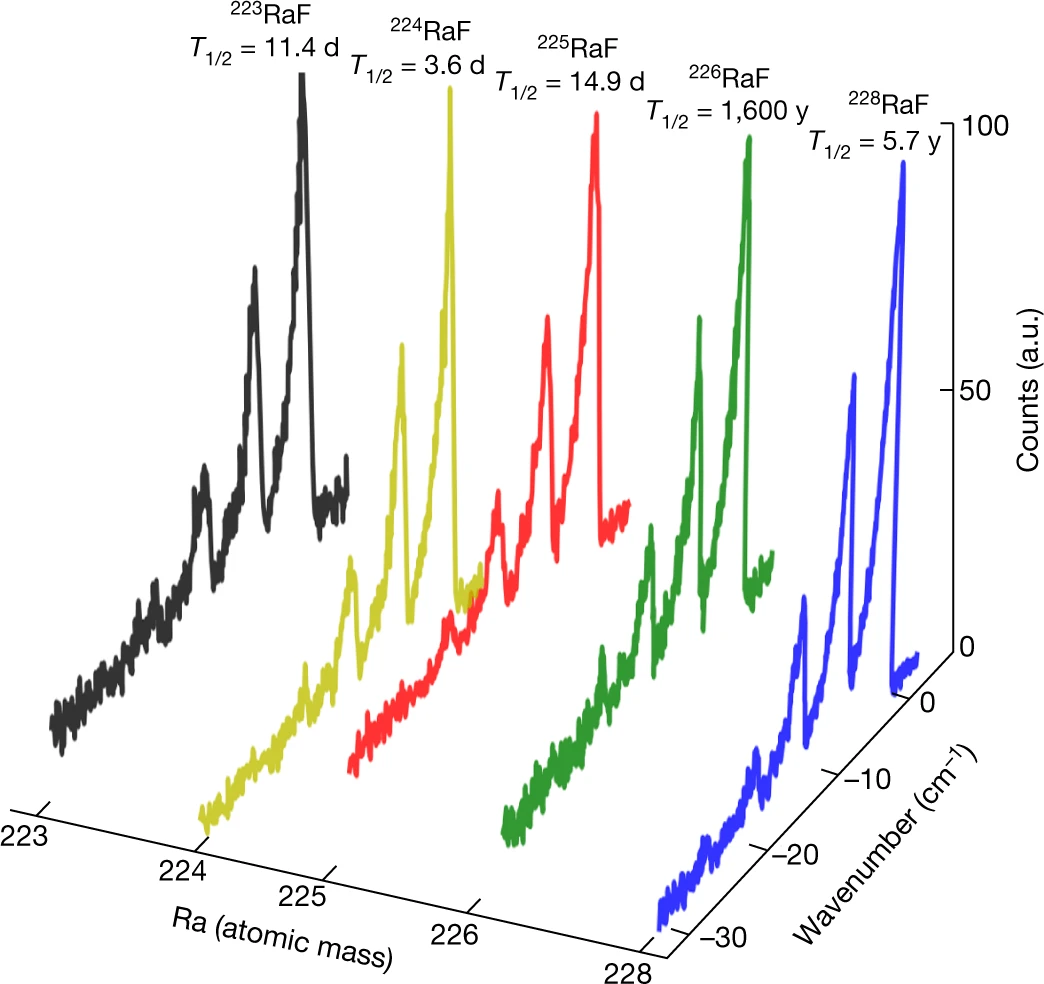 ²²³RaF
T₁/₂ = 11.4 d
²²⁴RaF
T₁/₂ = 3.6 d
²²⁵RaF
T₁/₂ = 14.9 d
²²⁶RaF
T₁/₂ = 1,600 y
²²⁸RaF
T₁/₂ = 5.7 y
100
50
0
Counts (a.u.)
0
−10
−20
−30
Wavenumber (cm⁻¹)
223
224
225
226
228
Ra (atomic mass)